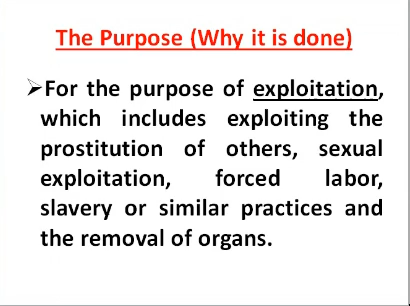 The Purpose (Why it is done)
➢For the purpose of exploitation,
which includes exploiting the
prostitution of others, sexual
exploitation, forced labor,
slavery or similar practices and
the removal of organs.